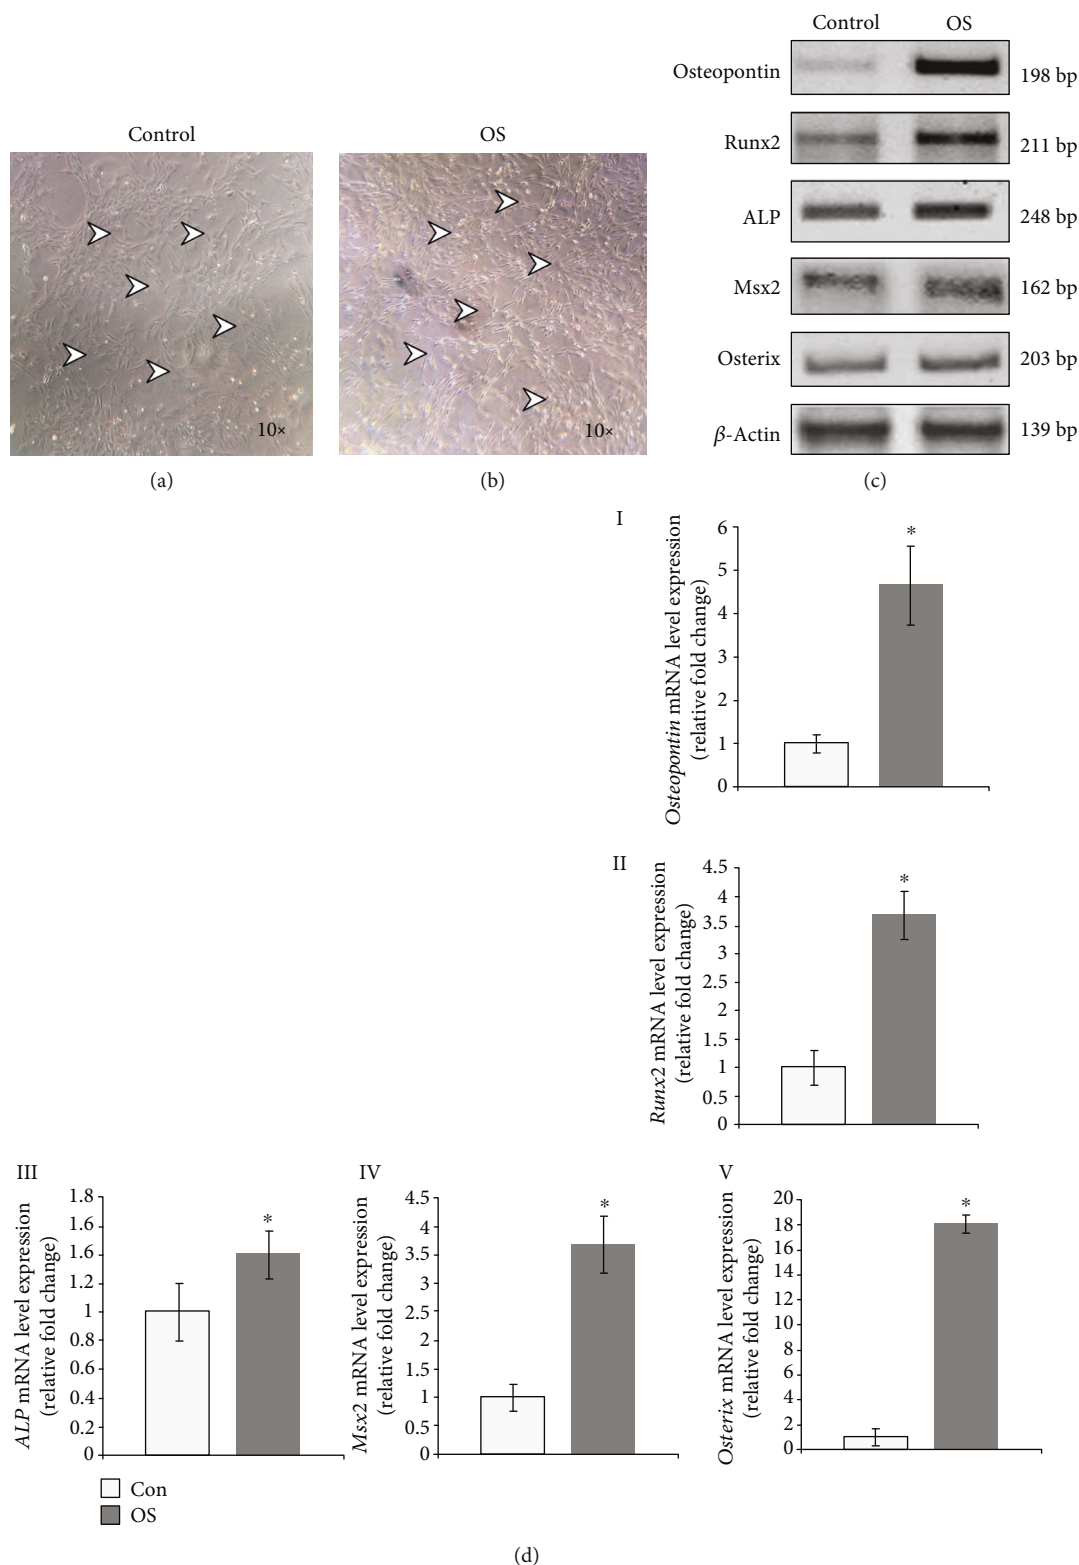 Control
OS
10×
10×
(a)
(b)
Control
OS
Osteopontin
198 bp
Runx2
211 bp
ALP
248 bp
Msx2
162 bp
Osterix
203 bp
β-Actin
139 bp
(c)
I
Osteopontin mRNA level expression
(relative fold change)
6
5
4
3
2
1
0
*
II
Runx2 mRNA level expression
(relative fold change)
4.5
4
3.5
3
2.5
2
1.5
1
0.5
0
*
III
ALP mRNA level expression
(relative fold change)
1.8
1.6
1.4
1.2
1
0.8
0.6
0.4
0.2
0
*
IV
Msx2 mRNA level expression
(relative fold change)
4.5
4
3.5
3
2.5
2
1.5
1
0.5
0
*
V
Osterix mRNA level expression
(relative fold change)
20
18
16
14
12
10
8
6
4
2
0
*
Con
OS
(d)